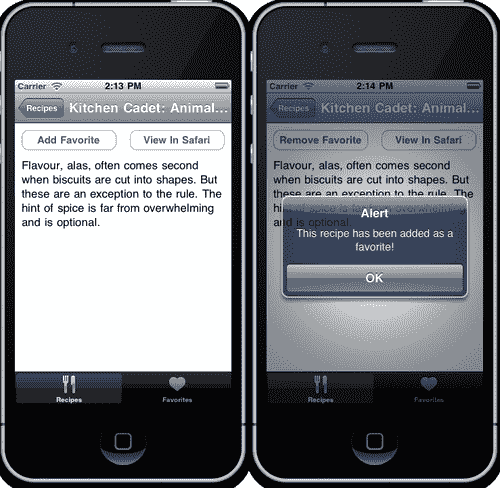 Carrier 2:13 PM
Recipes Kitchen Cadet: Animal...
Add Favorite View In Safari
Flavour, alas, often comes second
when biscuits are cut into shapes. But
these are an exception to the rule. The
hint of spice is far from overwhelming
and is optional.
Recipes Favorites
Carrier 2:14 PM
Recipes Kitchen Cadet: Animal...
Remove Favorite View In Safari
Flavour, alas, often comes second
when biscuits are cut into shapes. But
these are an exception to the rule. The
hint of spice is far from overwhelming
and is optional.
Alert
This recipe has been added as a
favorite!
OK
Recipes Favorites